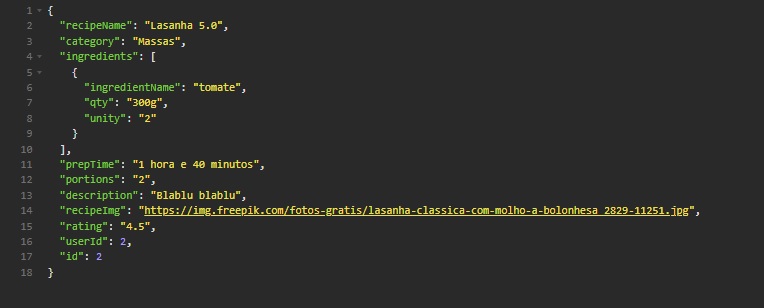 1 {
2 "recipeName": "Lasanha 5.0",
3 "category": "Massas",
4 "ingredients": [
5 {
6 "ingredientName": "tomate",
7 "qty": "300g",
8 "unity": "2"
9 }
10 ],
11 "prepTime": "1 hora e 40 minutos",
12 "portions": "2",
13 "description": "Blablu blablu",
14 "recipeImg": "https://img.freepik.com/fotos-gratis/lasanha-classica-com-molho-a-bolonhesa_2829-11251.jpg",
15 "rating": "4.5",
16 "userId": 2,
17 "id": 2
18 }